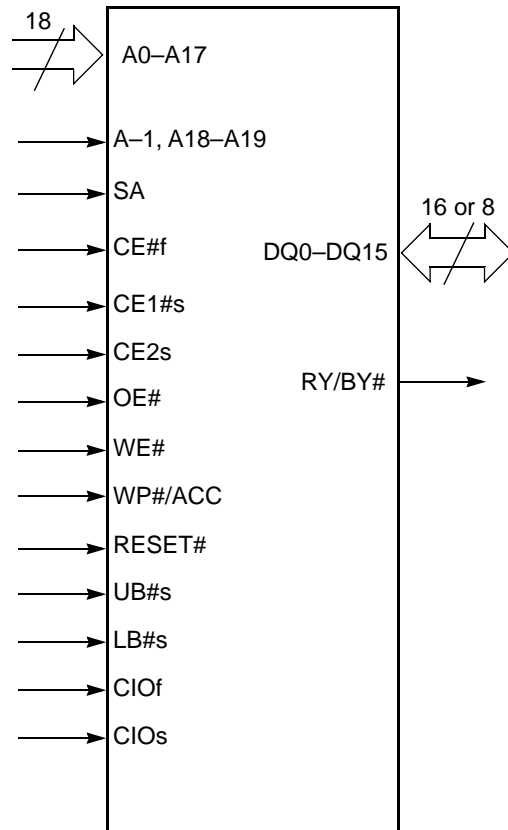 18
A0–A17
A–1, A18–A19
SA
16 or 8
CE#f
DQ0–DQ15
CE1#s
CE2s
RY/BY#
OE#
WE#
WP#/ACC
RESET#
UB#s
LB#s
CIOf
CIOs